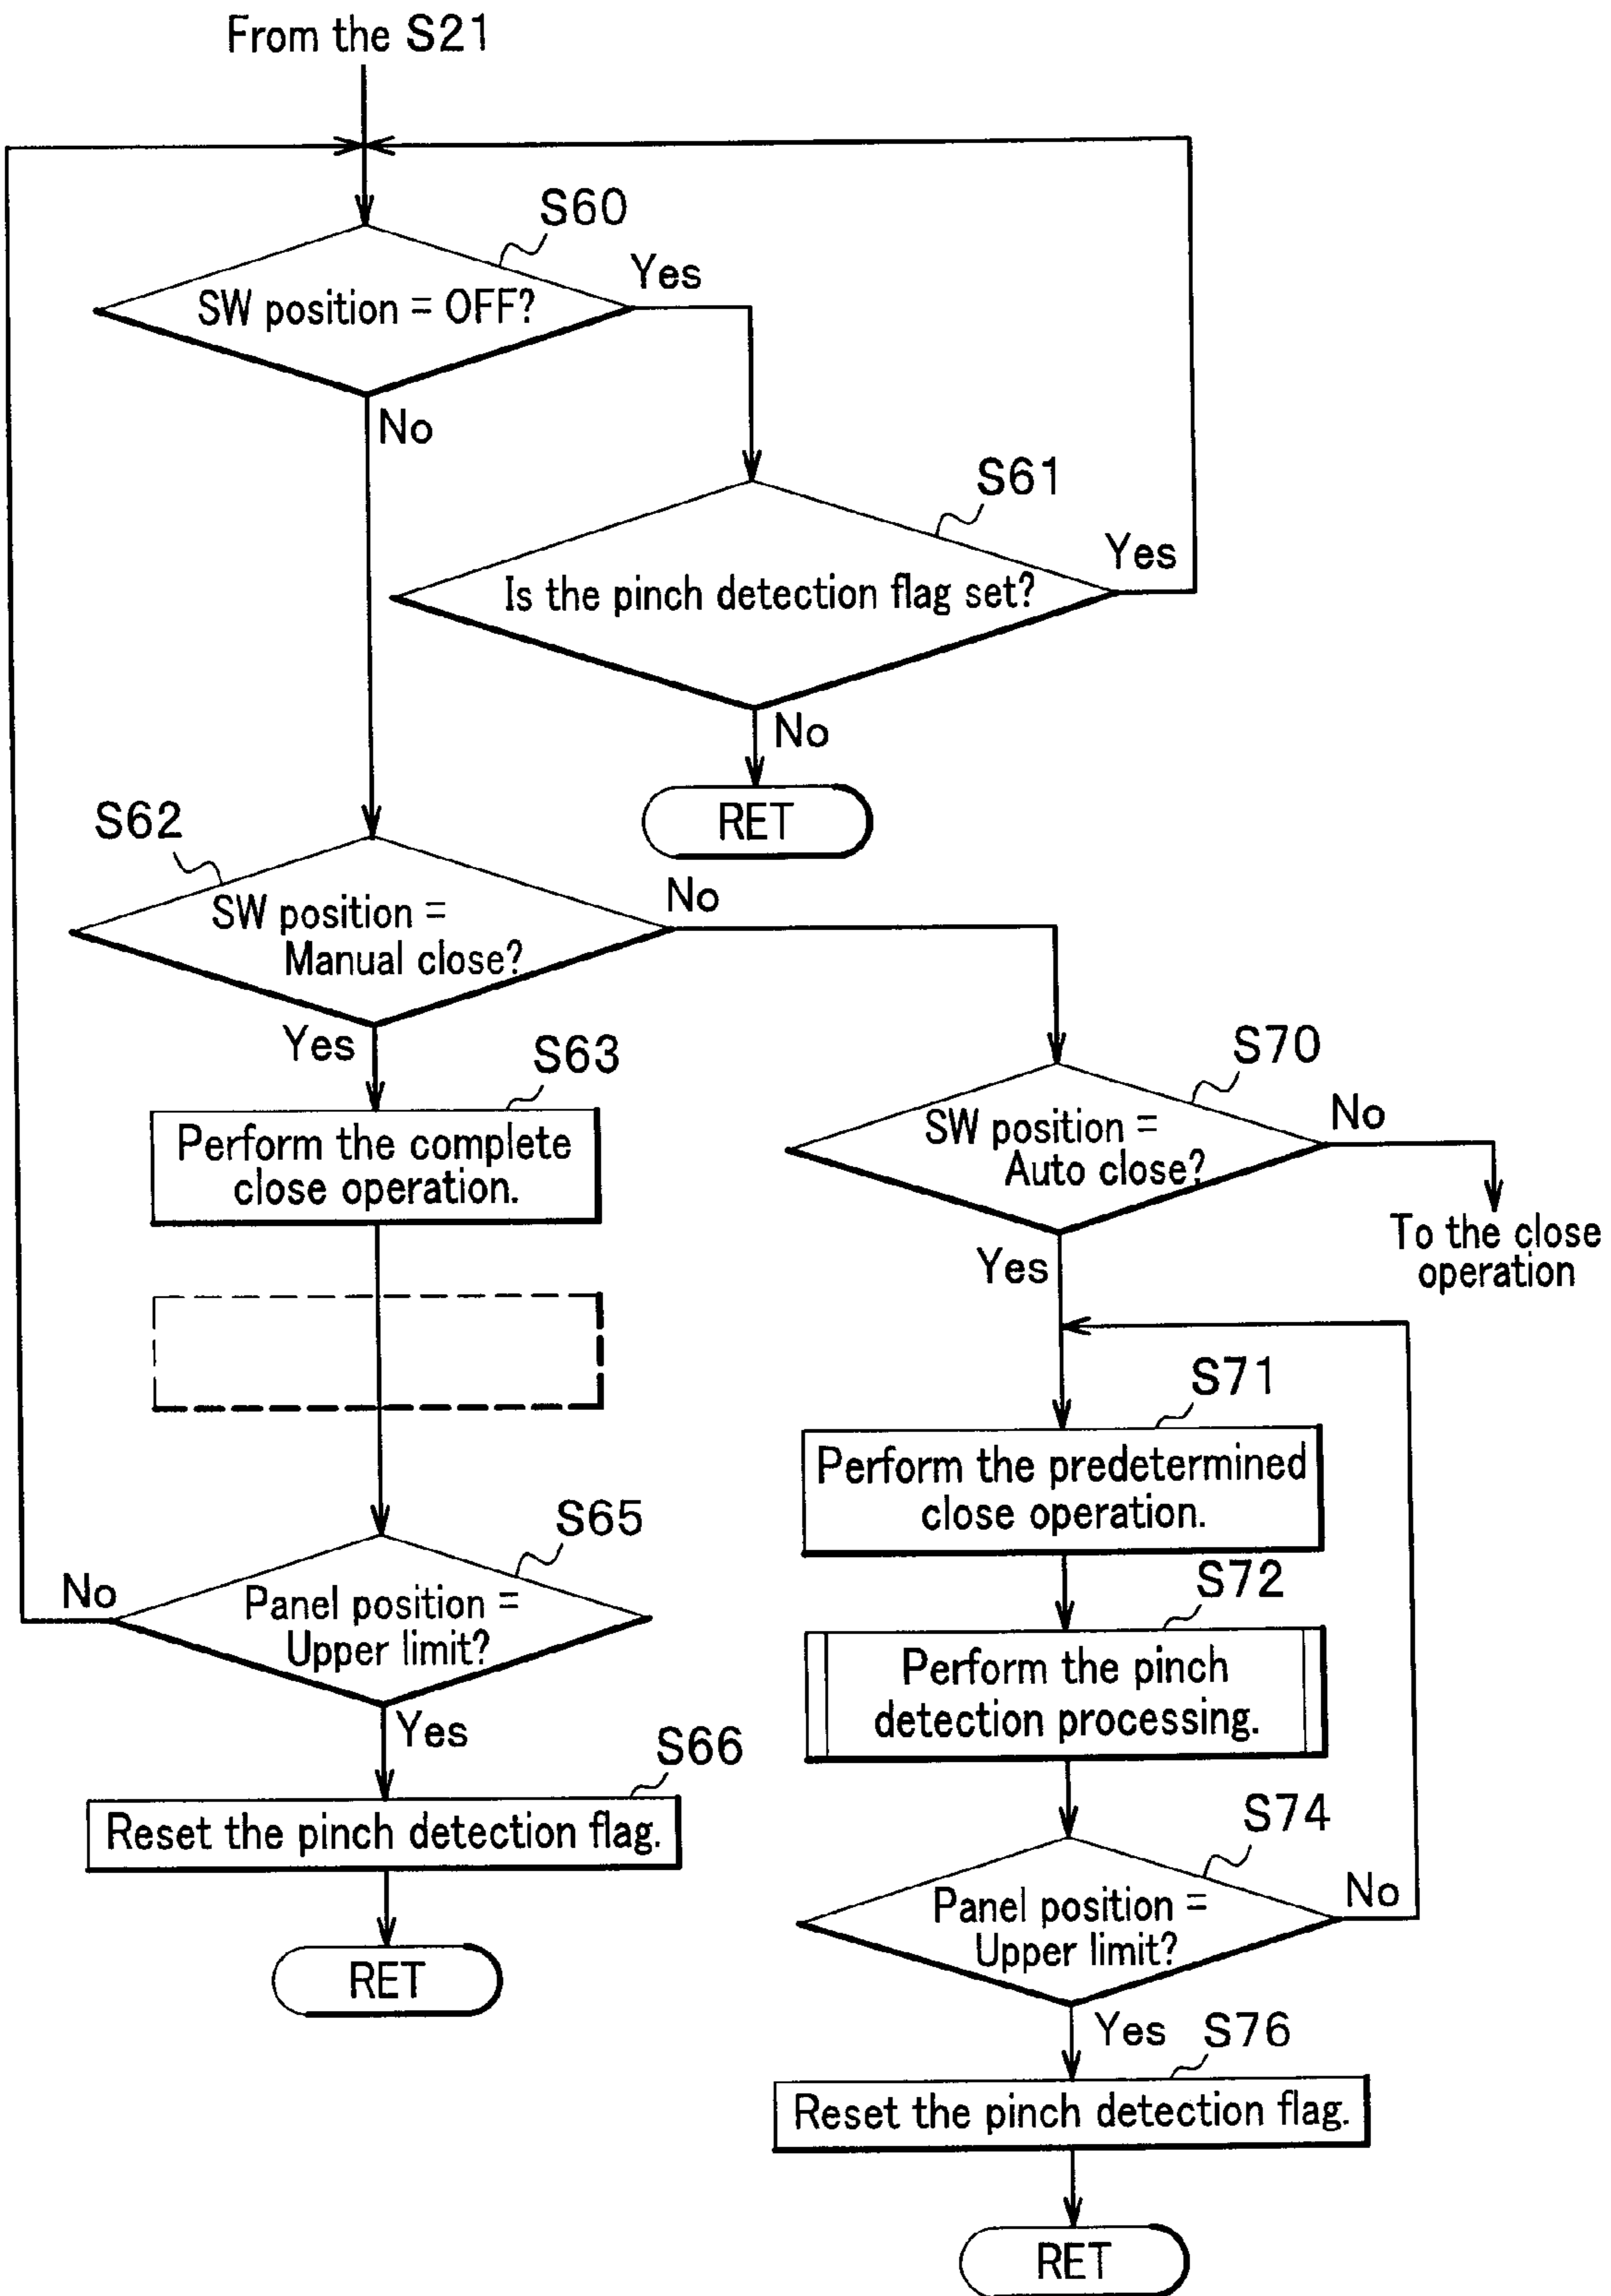 From the S21
S60
SW position = OFF?
Yes
No
S61
Is the pinch detection flag set?
Yes
No
RET
S62
SW position =
Manual close?
No
Yes
S63
Perform the complete
close operation.
S70
SW position =
Auto close?
No
To the close
operation
Yes
S71
Perform the predetermined
close operation.
S72
Perform the pinch
detection processing.
S65
Panel position =
Upper limit?
No
Yes
S66
Reset the pinch detection flag.
RET
S74
Panel position =
Upper limit?
No
Yes
S76
Reset the pinch detection flag.
RET